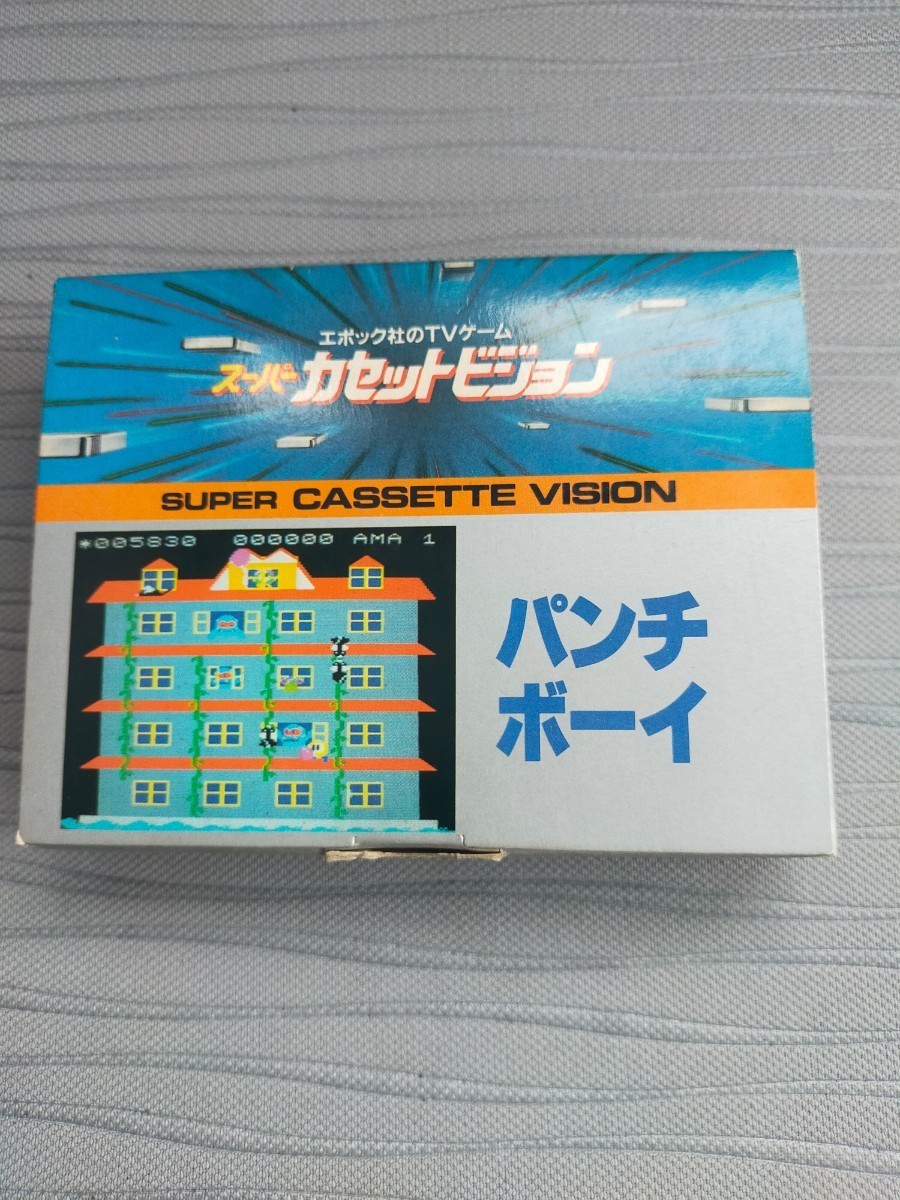 エポック社のTVゲーム
スーパーカセットビジョン
SUPER CASSETTE VISION
*005830 000000 AMA 1
パンチ
ボーイ